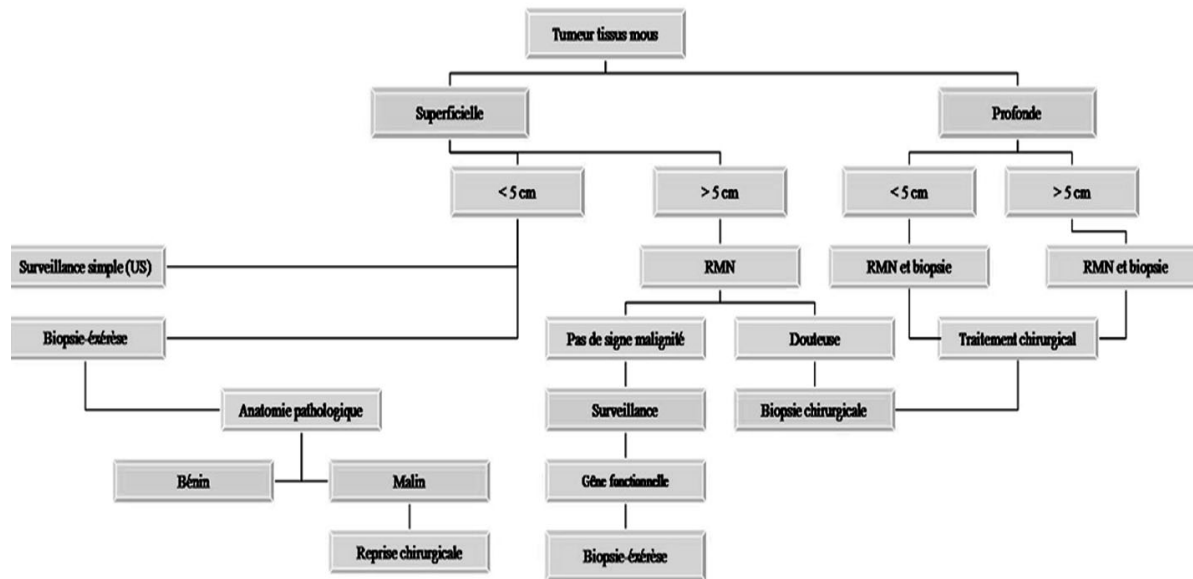 Tumeur tissus mous
Superficielle
Profonde
< 5 cm
> 5 cm
< 5 cm
> 5 cm
Surveillance simple (US)
RMN
RMN et biopsie
RMN et biopsie
Biopsie-éxérèse
Pas de signe malignité
Douteuse
Traitement chirurgical
Anatomie pathologique
Surveillance
Biopsie chirurgicale
Bénin
Malin
Gêne fonctionnelle
Reprise chirurgicale
Biopsie-éxérèse